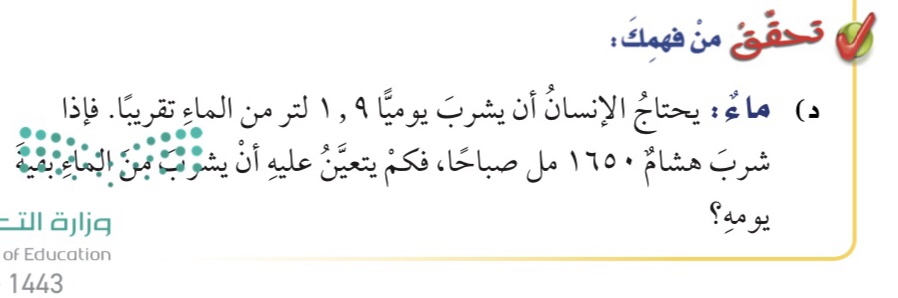 تحقَّقْ منْ فهمِكَ:
د) ماءٌ: يحتاجُ الإنسانُ أن يشربَ يوميًّا ١,٩ لتر من الماءِ تقريبًا. فإذا
شربَ هشامٌ ١٦٥٠ مل صباحًا، فكمْ يتعيَّنُ عليهِ أنْ يشربَ منَ الماءِ بقيةَ
يومهِ؟
وزارة التـ
of Education
1443